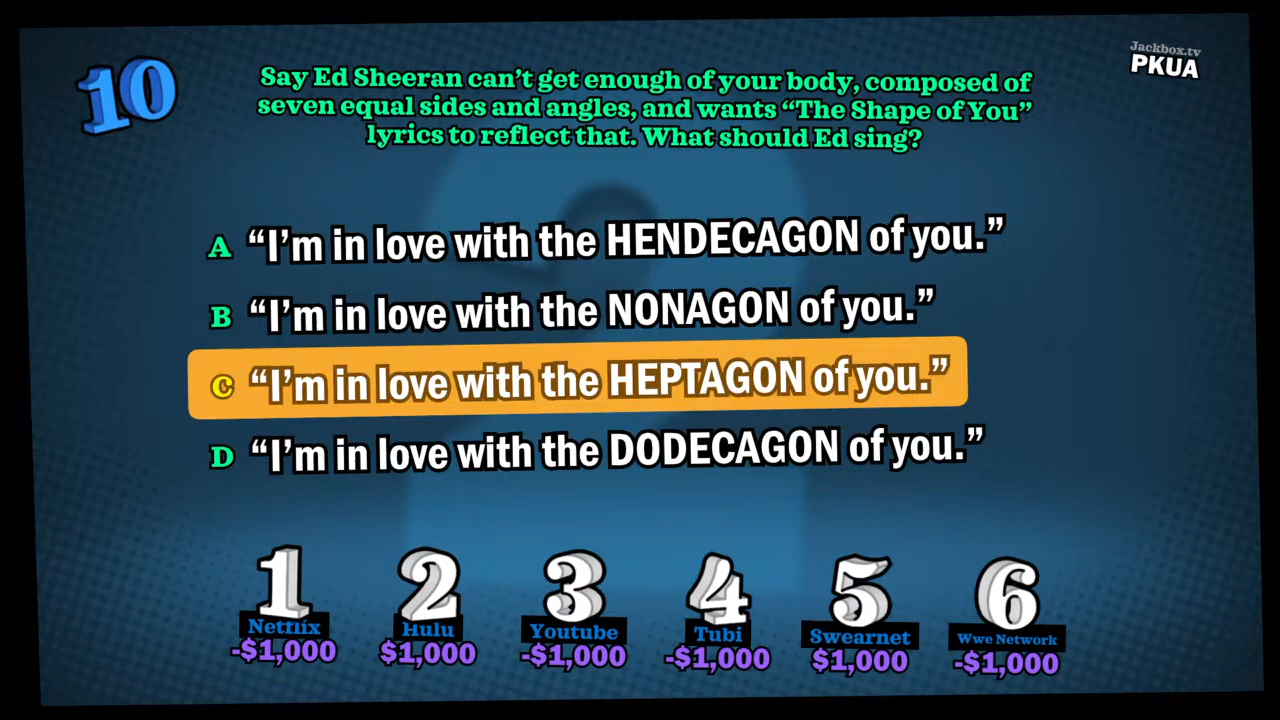 10
Jackbox.tv
PKUA
Say Ed Sheeran can't get enough of your body, composed of
seven equal sides and angles, and wants “The Shape of You”
lyrics to reflect that. What should Ed sing?
A “I'm in love with the HENDECAGON of you.”
B “I'm in love with the NONAGON of you.”
C “I'm in love with the HEPTAGON of you.”
D “I'm in love with the DODECAGON of you.”
1 2 3 4 5 6
Netflix Hulu Youtube Tubi Swearnet Wwe Network
-$1,000 $1,000 -$1,000 -$1,000 $1,000 -$1,000